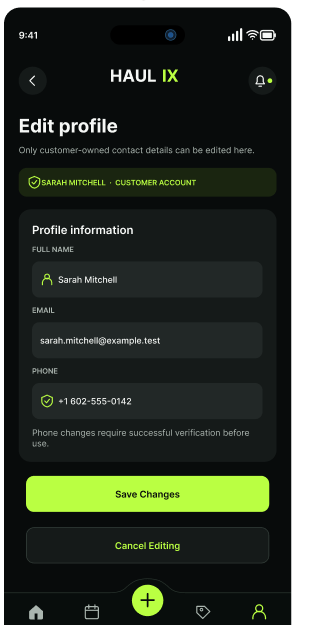 9:41
HAUL IX
Edit profile
Only customer-owned contact details can be edited here.
SARAH MITCHELL · CUSTOMER ACCOUNT
Profile information
FULL NAME
Sarah Mitchell
EMAIL
sarah.mitchell@example.test
PHONE
+1 602-555-0142
Phone changes require successful verification before
use.
Save Changes
Cancel Editing